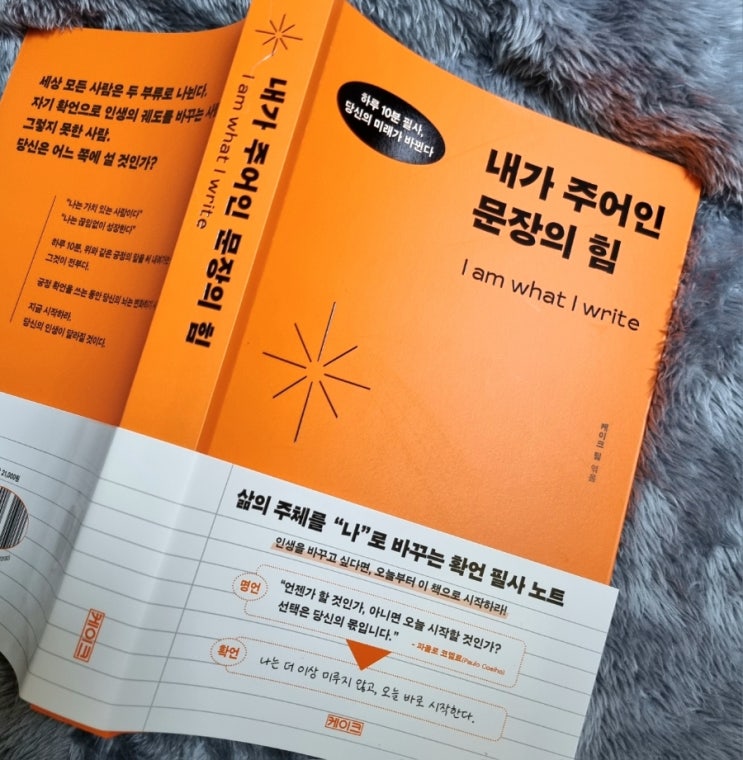 세상 모든 사람은 두 부류로 나뉜다.
자기 확언으로 인생의 궤도를 바꾸는
그렇지 못한 사람.
당신은 어느 쪽에 설 것인가?
"나는 가치 있는 사람이다"
"나는 끊임없이 성장한다"
하루 10분, 위와 같은 긍정의 말을 써
그것이 전부다.
긍정 확언을 쓰는 동안 당신의 뇌는
지금 시작하라.
당신의 인생이 달라질 것이다.
21,000원
내가 주어인 문장의 힘
I am what I write
케이크
하루 10분 필사,
당신의 미래가 바뀐다
내가 주어인
문장의 힘
I am what I write
케이크 팀 엮음
삶의 주체를 "나"로 바꾸는 확언 필사 노트
인생을 바꾸고 싶다면, 오늘부터 이 책으로 시작하라!
명언
"언젠가 할 것인가, 아니면 오늘 시작할 것인가?
선택은 당신의 몫입니다."
- 파울로 코엘료(Paulo Coelho)
확언
나는 더 이상 미루지 않고, 오늘 바로 시작한다.
케이크